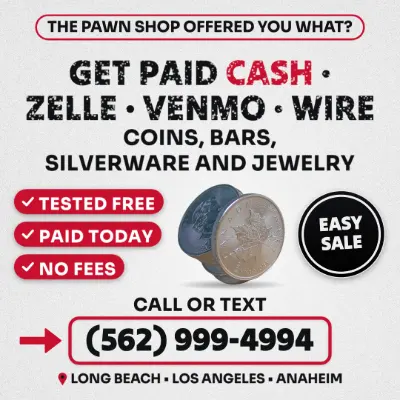 THE PAWN SHOP OFFERED YOU WHAT?
GET PAID CASH •
ZELLE • VENMO • WIRE
COINS, BARS,
SILVERWARE AND JEWELRY
TESTED FREE
PAID TODAY
NO FEES
EASY
SALE
CALL OR TEXT
(562) 999-4994
LONG BEACH • LOS ANGELES • ANAHEIM